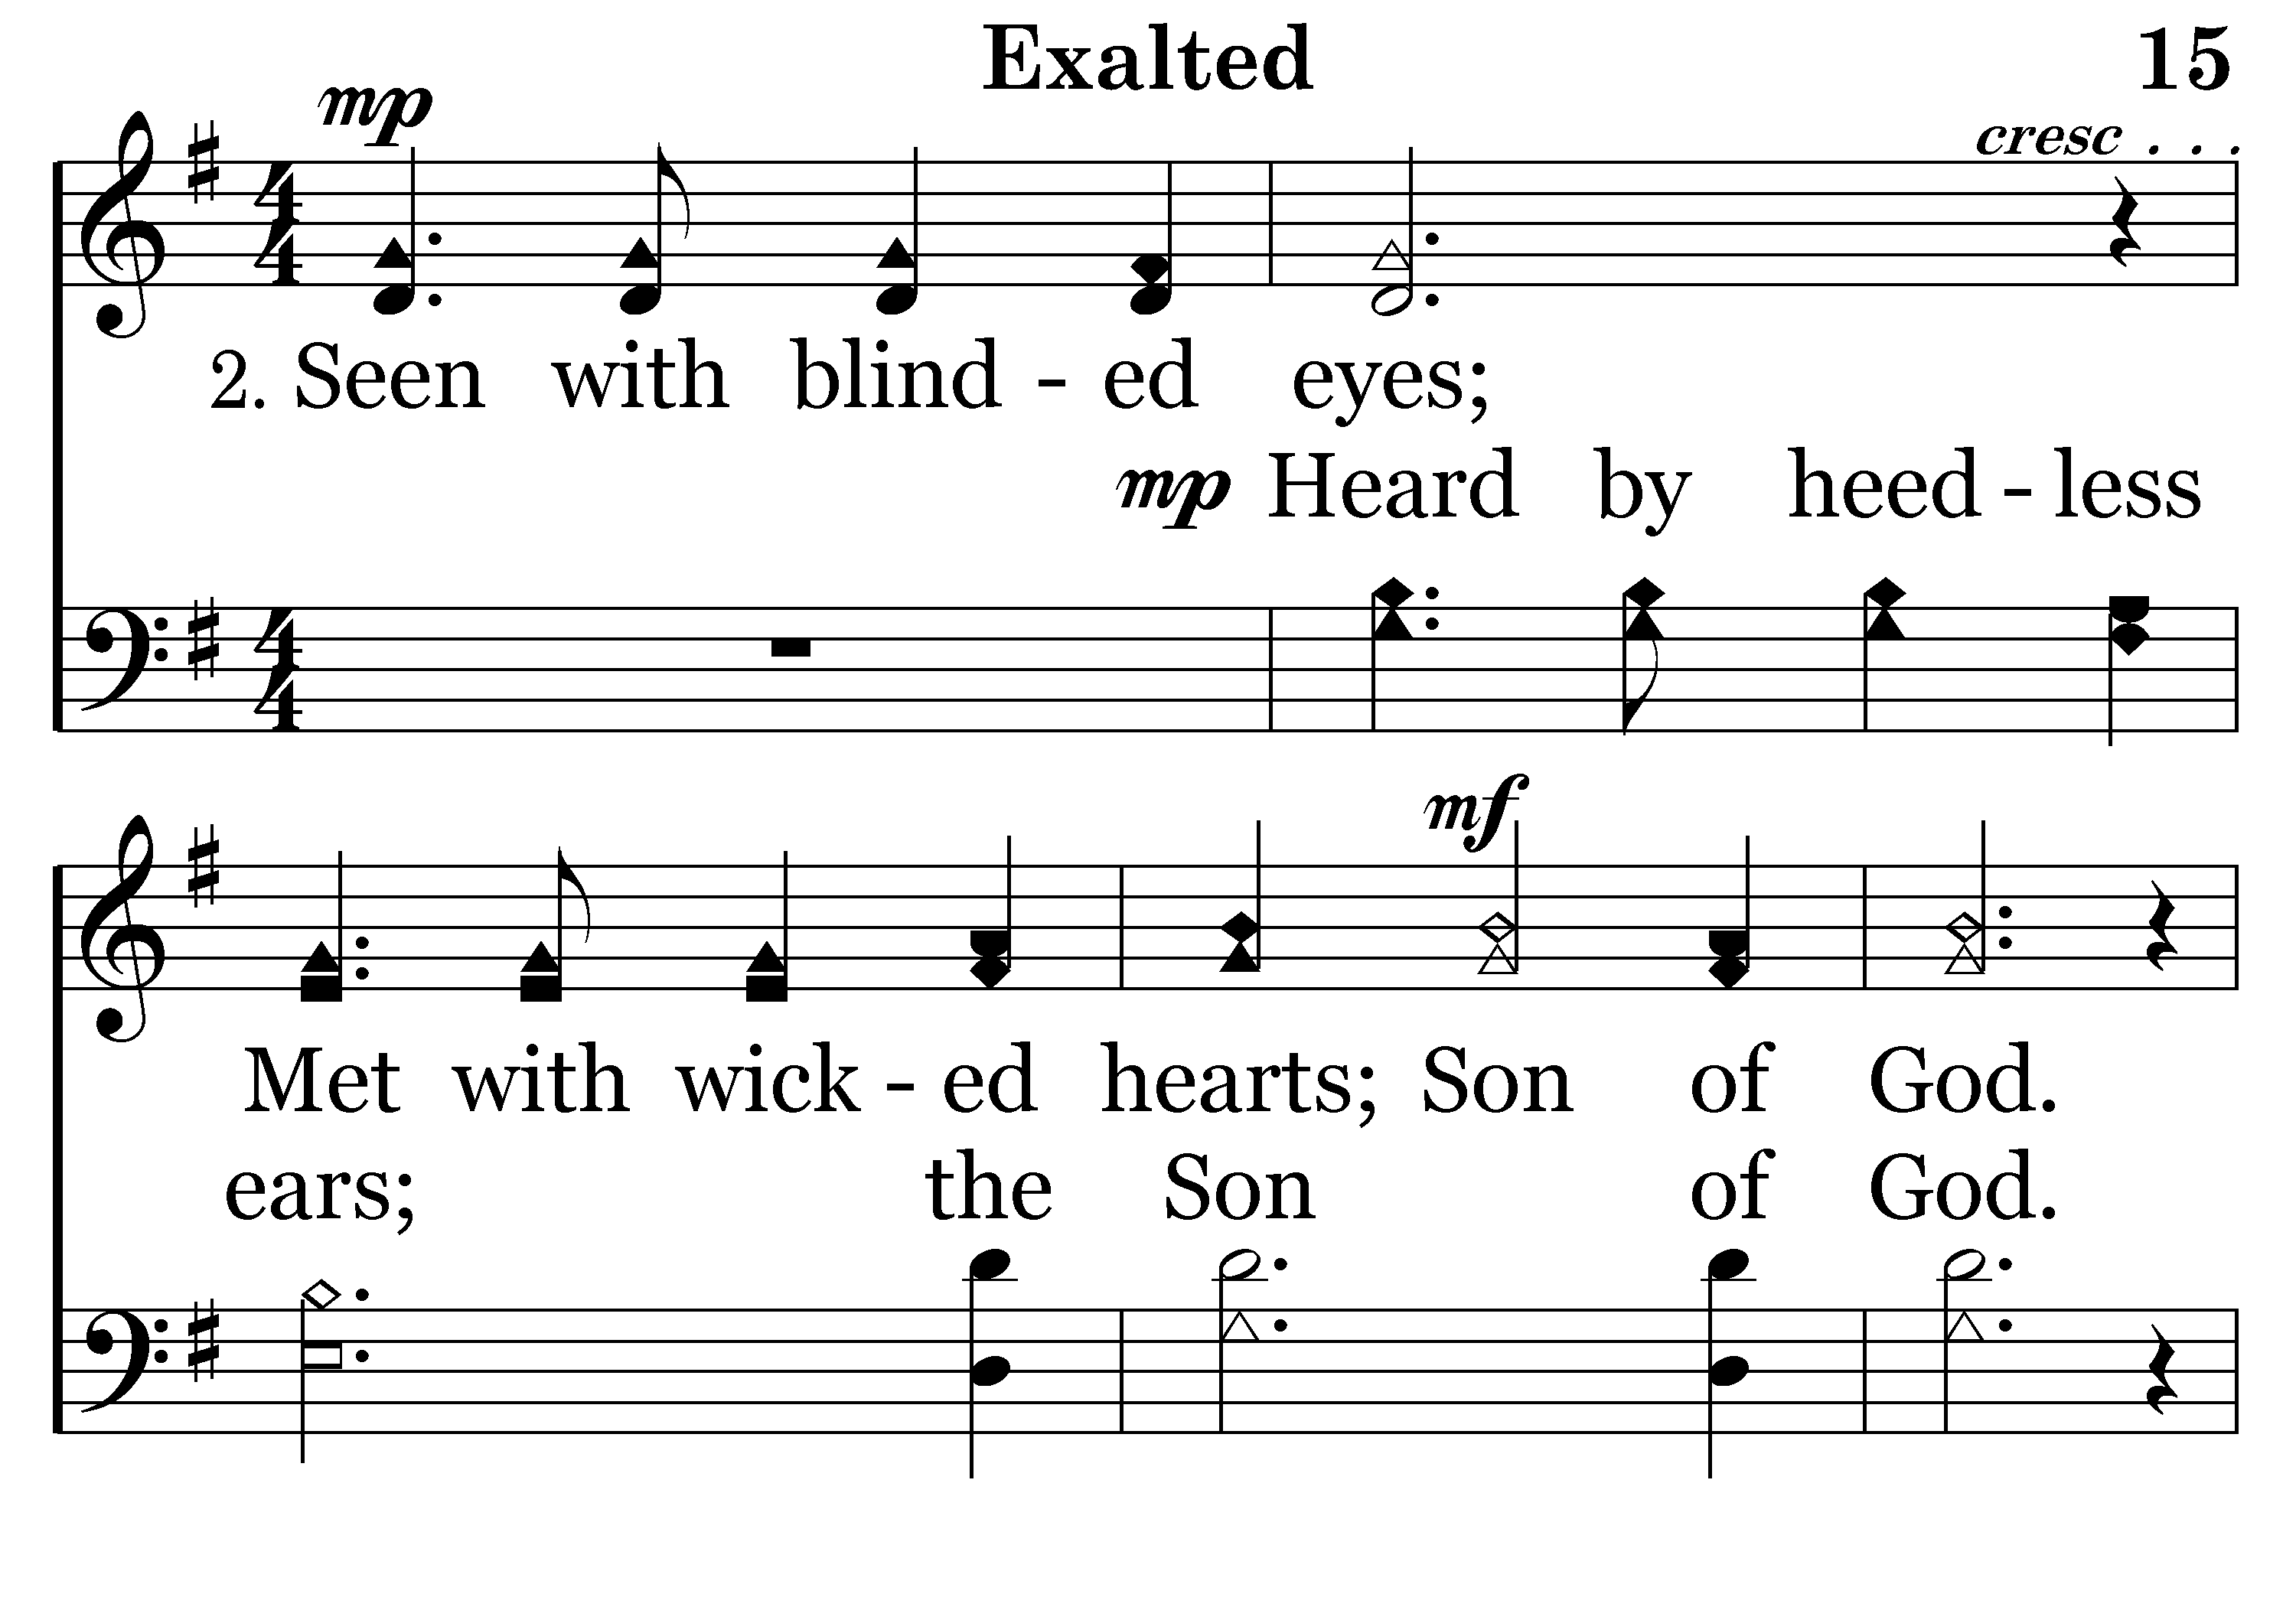 Exalted 15
mp
cresc . . .
2. Seen with blind - ed eyes;
mp Heard by heed - less
mf
Met with wick - ed hearts; Son of God.
ears; the Son of God.